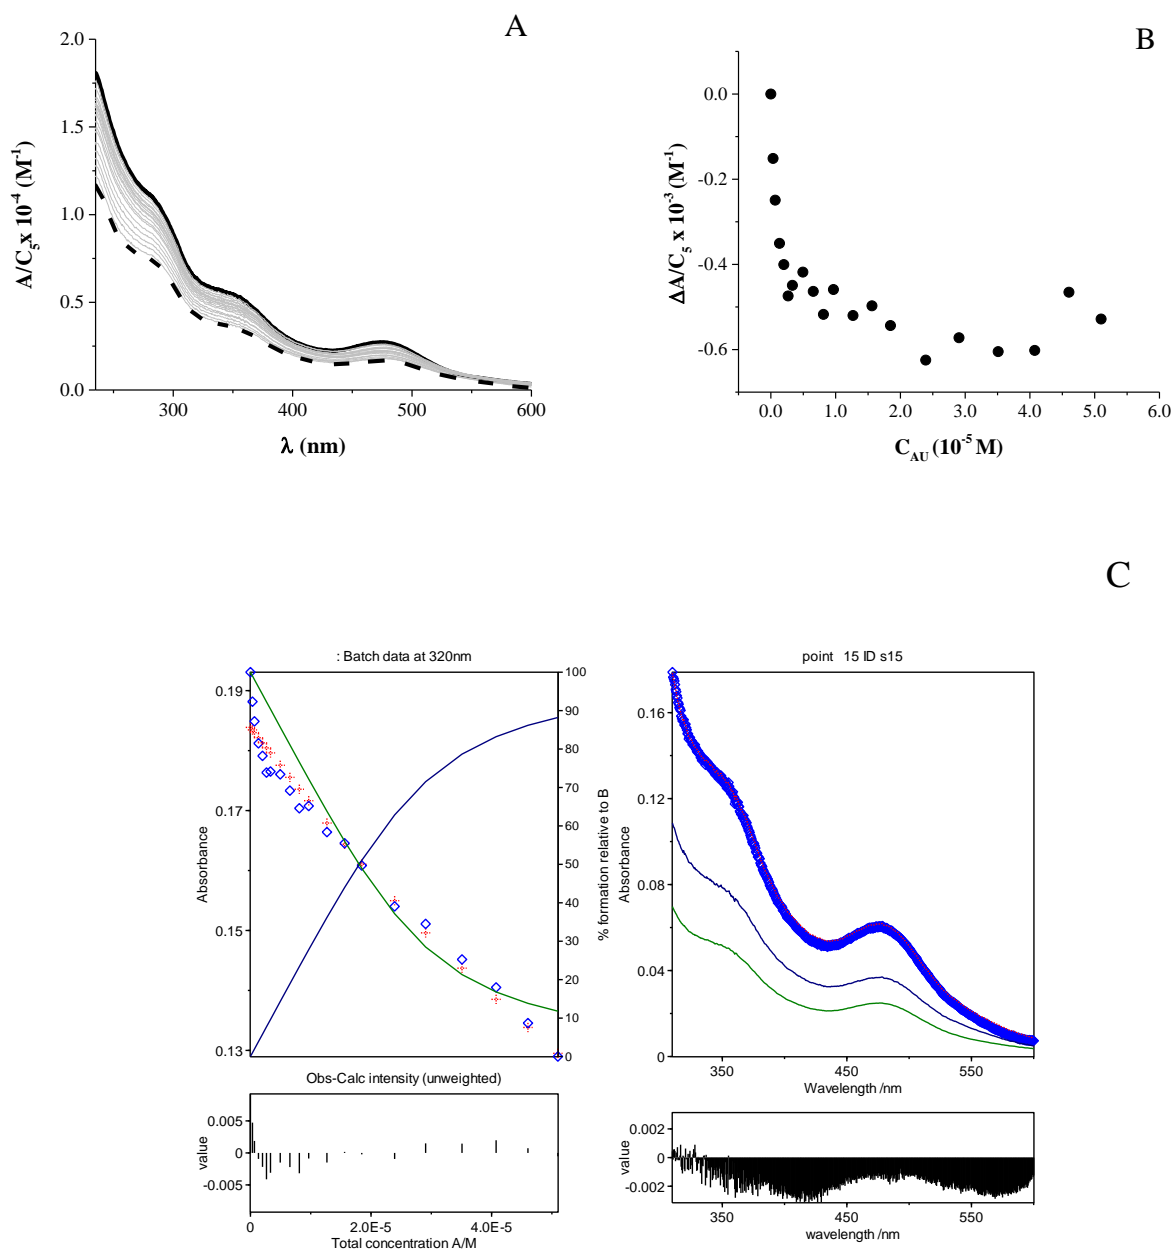 A
2.0
1.5
1.0
0.5
0.0
A/C5x 10-4 (M-1)
300
400
500
600
λ (nm)
B
0.0
-0.2
-0.4
-0.6
ΔA/C5 x 10-3 (M-1)
0.0
1.0
2.0
3.0
4.0
5.0
6.0
CAU (10-5 M)
C
: Batch data at 320nm
0.19
0.17
0.15
0.13
Absorbance
100
90
80
70
60
50
40
30
20
10
0
% formation relative to B
Obs-Calc intensity (unweighted)
0.005
0
-0.005
value
0
2.0E-5
4.0E-5
Total concentration A/M
point 15 ID s15
0.16
0.12
0.08
0.04
0
Absorbance
350
450
550
Wavelength /nm
0.002
0
-0.002
value
350
450
550
wavelength /nm